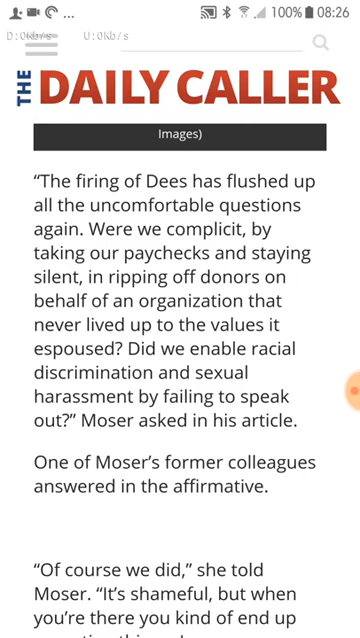 ... 100% 08:26
D:0Kb/s U:0Kb/s
THE DAILY CALLER
Images)
“The firing of Dees has flushed up
all the uncomfortable questions
again. Were we complicit, by
taking our paychecks and staying
silent, in ripping off donors on
behalf of an organization that
never lived up to the values it
espoused? Did we enable racial
discrimination and sexual
harassment by failing to speak
out?” Moser asked in his article.
One of Moser’s former colleagues
answered in the affirmative.
“Of course we did,” she told
Moser. “It’s shameful, but when
you’re there you kind of end up